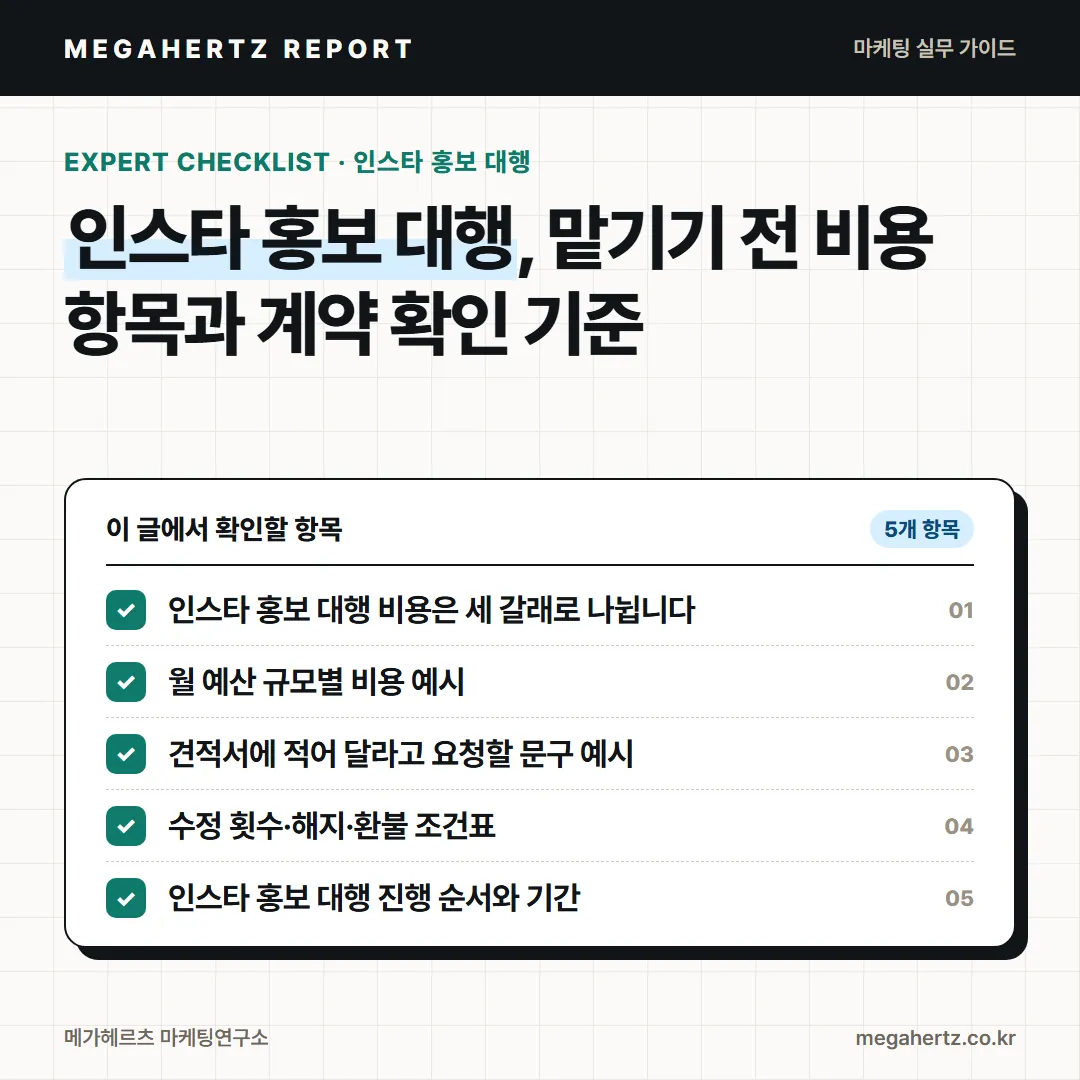 MEGAHERTZ REPORT
마케팅 실무 가이드
EXPERT CHECKLIST · 인스타 홍보 대행
인스타 홍보 대행, 맡기기 전 비용
항목과 계약 확인 기준
이 글에서 확인할 항목
5개 항목
인스타 홍보 대행 비용은 세 갈래로 나뉩니다
01
월 예산 규모별 비용 예시
02
견적서에 적어 달라고 요청할 문구 예시
03
수정 횟수·해지·환불 조건표
04
인스타 홍보 대행 진행 순서와 기간
05
메가헤르츠 마케팅연구소
megahertz.co.kr